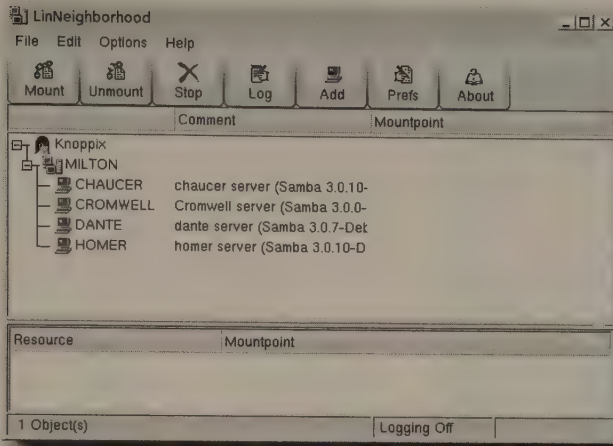 LinNeighborhood
File Edit Options Help
Mount Unmount Stop Log Add Prefs About
Comment Mountpoint
Knoppix
MILTON
CHAUCER chaucer server (Samba 3.0.10-
CROMWELL Cromwell server (Samba 3.0.0-
DANTE dante server (Samba 3.0.7-Det
HOMER homer server (Samba 3.0.10-D
Resource Mountpoint
1 Object(s) Logging Off